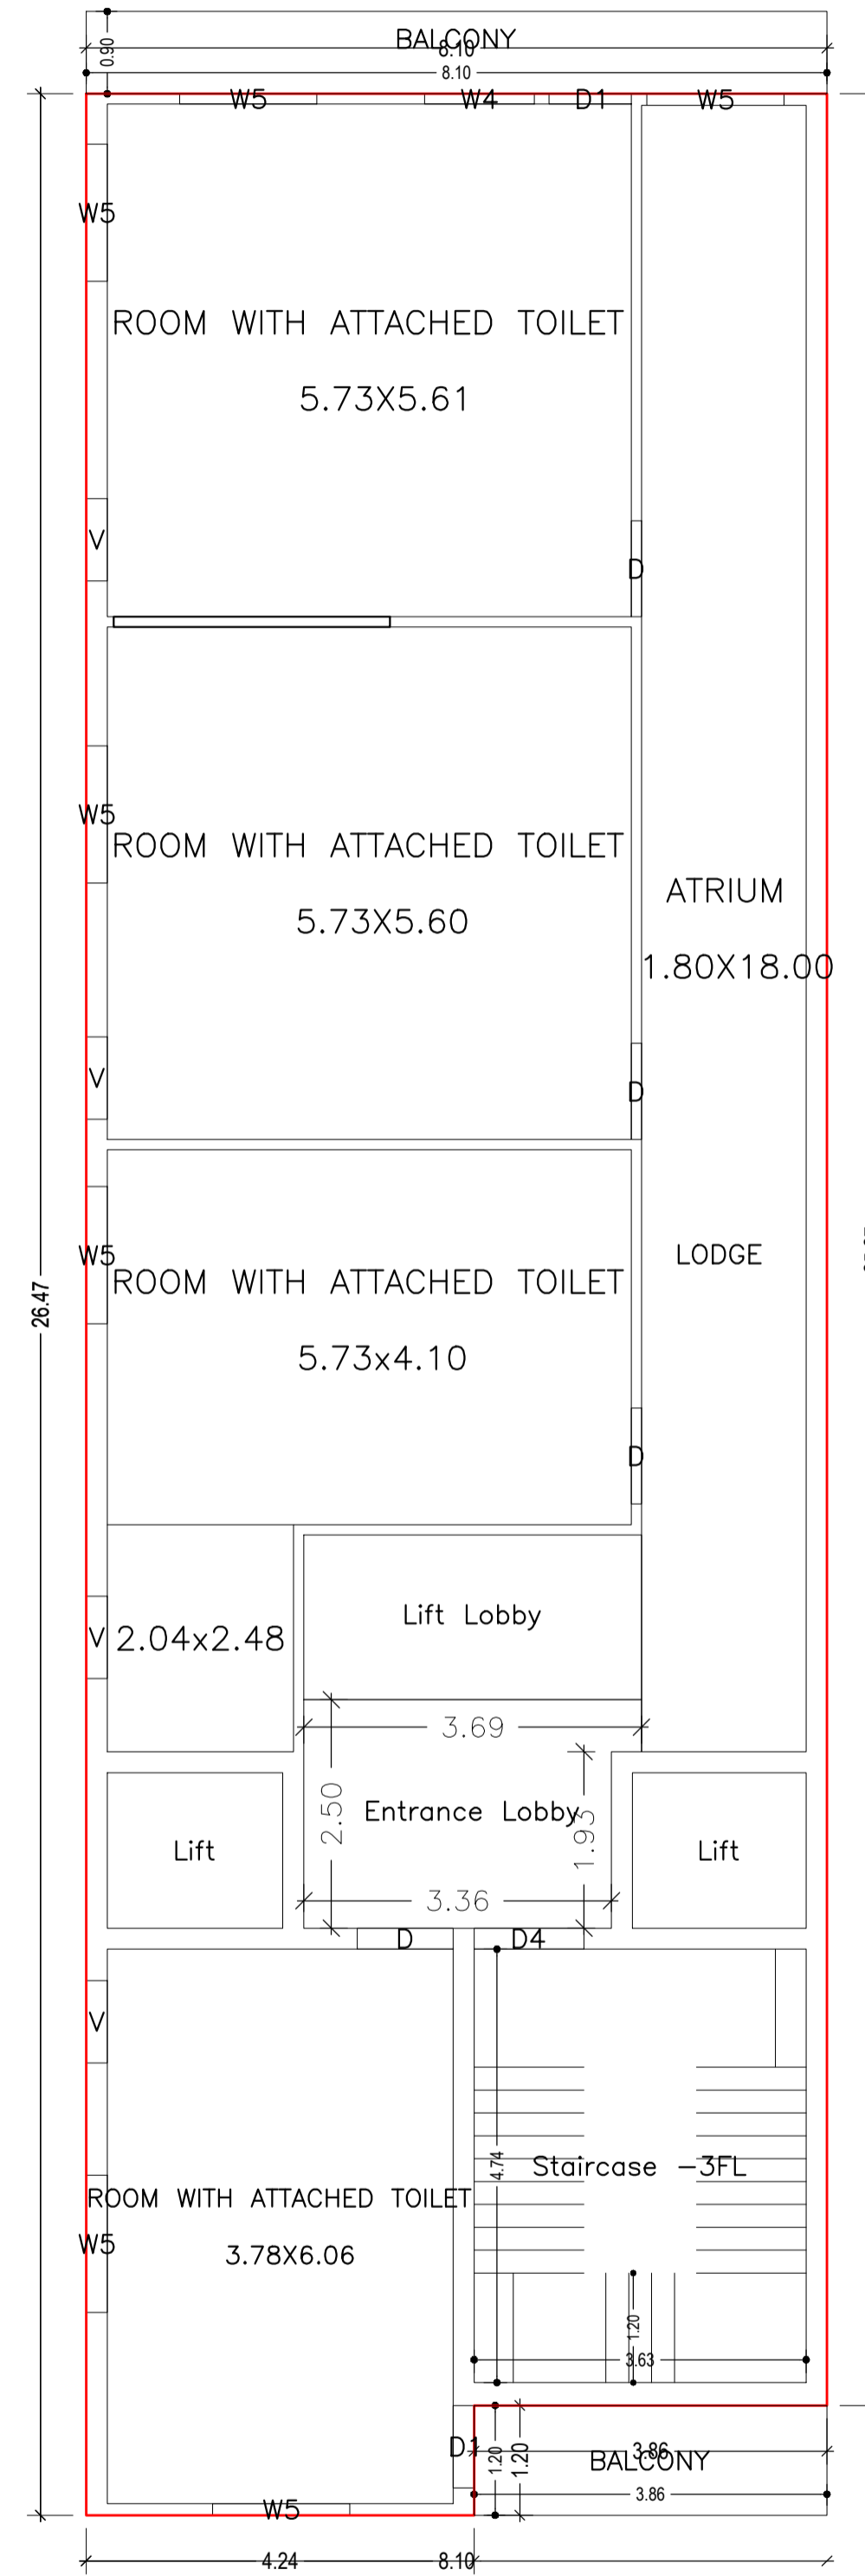 BALCONY
8.10
0.90
8.10
W5
W4
D1
W5
W5
ROOM WITH ATTACHED TOILET
5.73X5.61
V
D
W5
ROOM WITH ATTACHED TOILET
5.73X5.60
ATRIUM
1.80X18.00
V
D
W5
LODGE
ROOM WITH ATTACHED TOILET
26.47
5.73x4.10
D
Lift Lobby
V
2.04x2.48
3.69
2.50
Entrance Lobby
1.93
Lift
Lift
3.36
D
D4
V
4.74
Staircase -3FL
ROOM WITH ATTACHED TOILET
W5
3.78X6.06
1.20
3.63
D1
1.20
1.20
3.86
BALCONY
3.86
W5
4.24
8.10